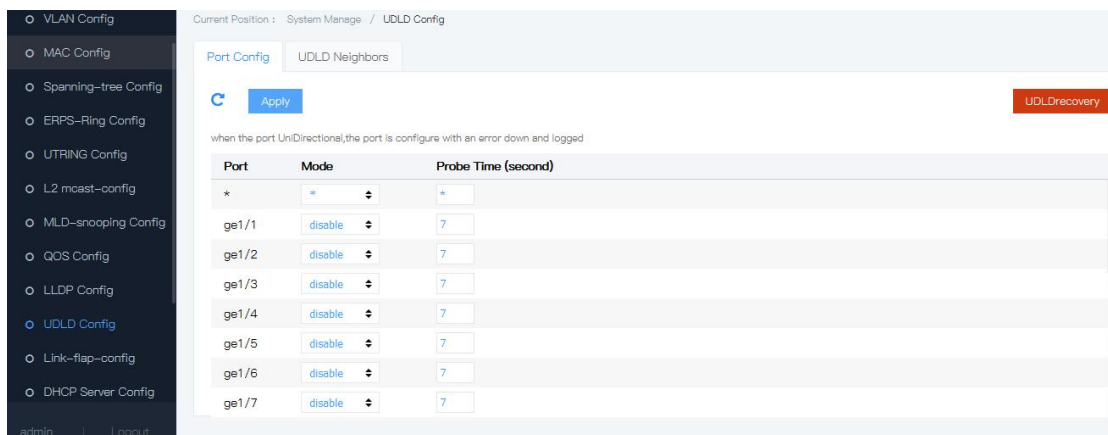 VLAN Config
MAC Config
Spanning-tree Config
ERPS-Ring Config
UTRING Config
L2 mcast-config
MLD-snooping Config
QOS Config
LLDP Config
UDLD Config
Link-flap-config
DHCP Server Config
admin | Logout
Current Position : System Manage / UDLD Config
Port Config UDLD Neighbors
Apply UDLDrecovery
when the port UniDirectional,the port is configure with an error down and logged
Port Mode Probe Time (second)
* * *
ge1/1 disable 7
ge1/2 disable 7
ge1/3 disable 7
ge1/4 disable 7
ge1/5 disable 7
ge1/6 disable 7
ge1/7 disable 7